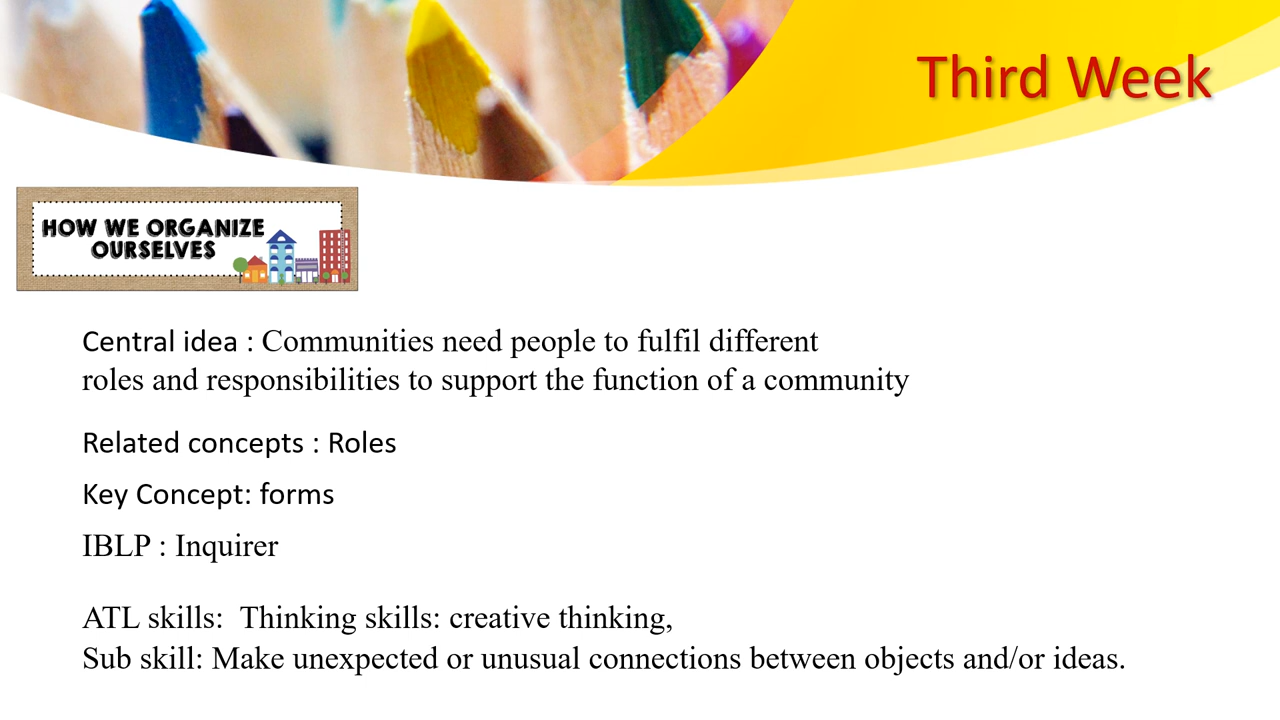 Third Week
HOW WE ORGANIZE
OURSELVES
Central idea : Communities need people to fulfil different
roles and responsibilities to support the function of a community
Related concepts : Roles
Key Concept: forms
IBLP : Inquirer
ATL skills:  Thinking skills: creative thinking,
Sub skill: Make unexpected or unusual connections between objects and/or ideas.